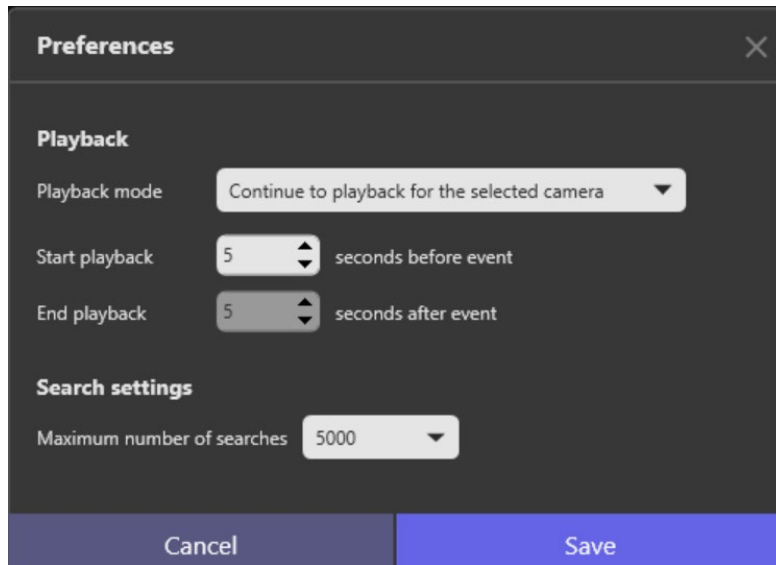 Preferences
Playback
Playback mode Continue to playback for the selected camera
Start playback 5 seconds before event
End playback 5 seconds after event
Search settings
Maximum number of searches 5000
Cancel Save